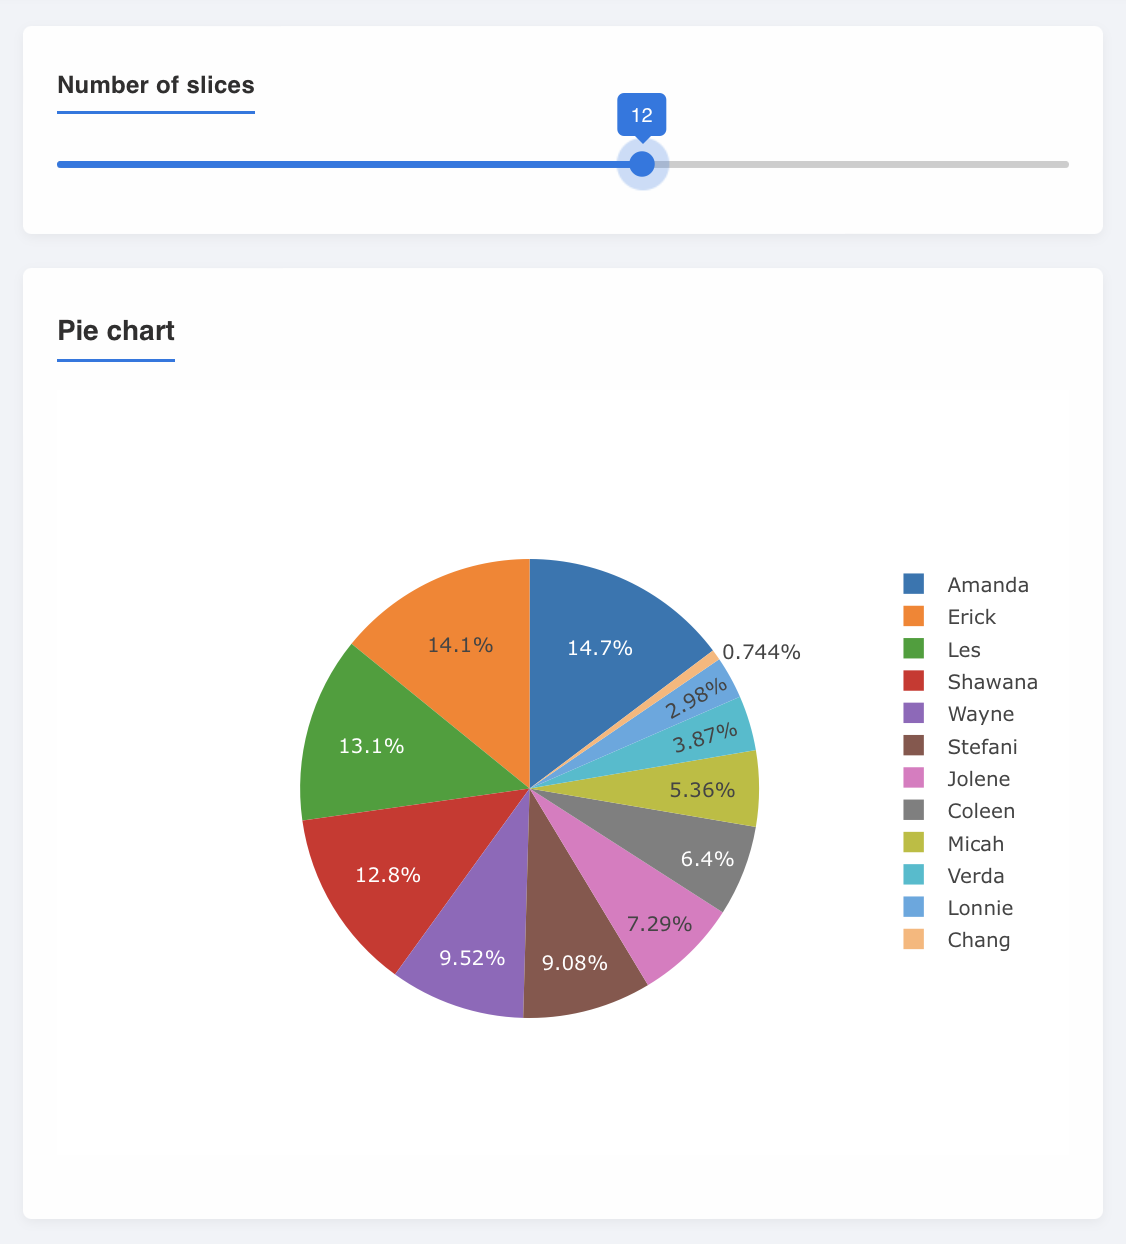 Number of slices
12
Pie chart
14.1%
14.7%
0.744%
2.98%
3.87%
13.1%
5.36%
6.4%
12.8%
7.29%
9.52%
9.08%
Amanda
Erick
Les
Shawana
Wayne
Stefani
Jolene
Coleen
Micah
Verda
Lonnie
Chang